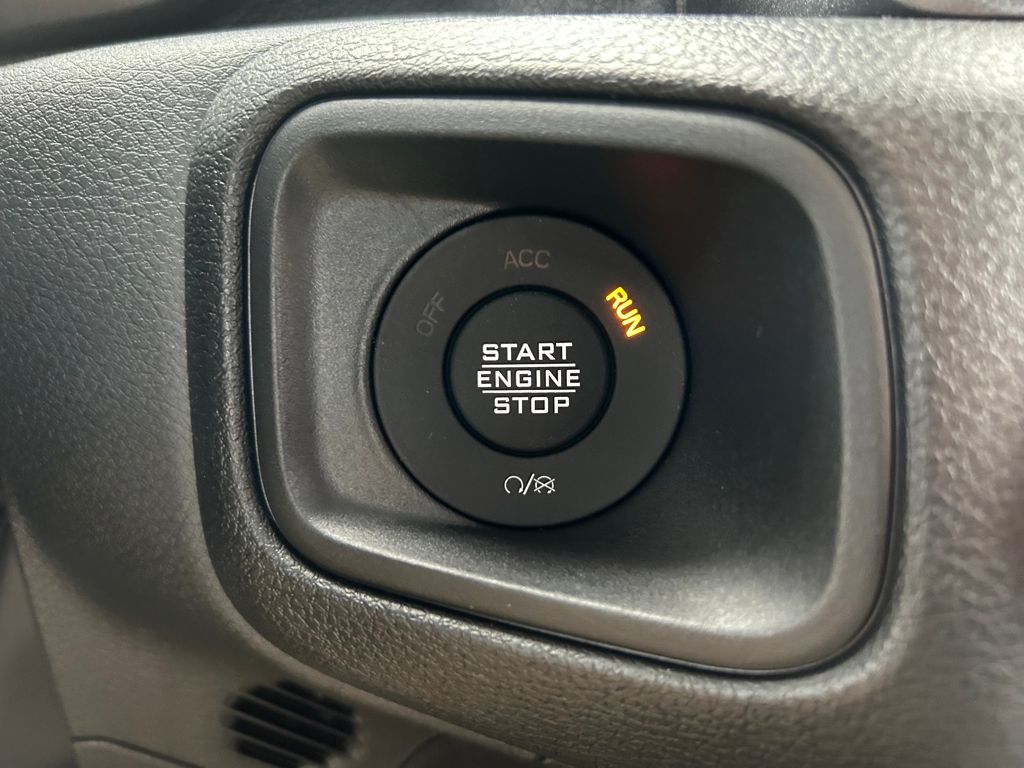 ACC
OFF
RUN
START
ENGINE
STOP